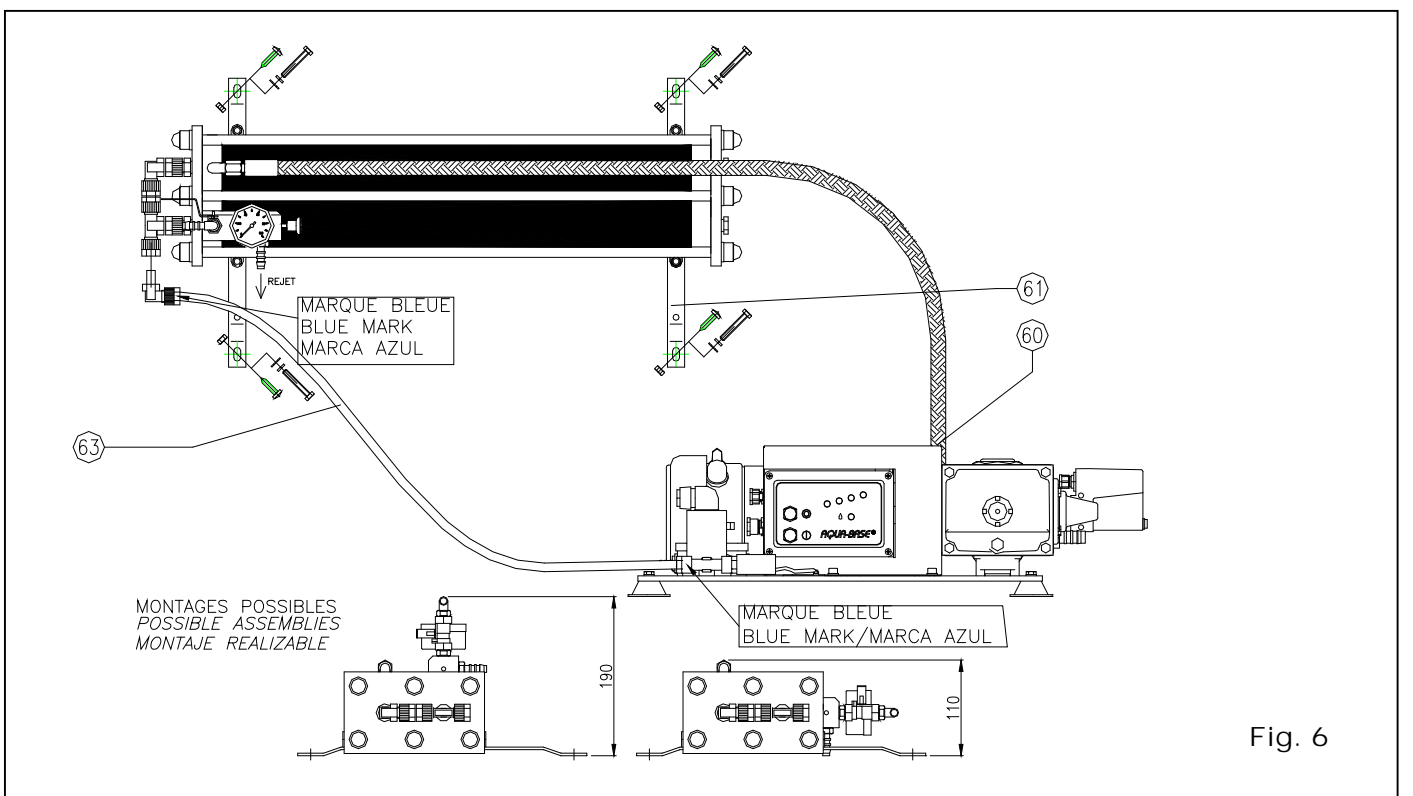 REJET
MARQUE BLEUE
BLUE MARK
MARCA AZUL
61
60
63
AQUA-BASE®
MONTAGES POSSIBLES
POSSIBLE ASSEMBLIES
MONTAJE REALIZABLE
190
MARQUE BLEUE
BLUE MARK/MARCA AZUL
110
Fig. 6